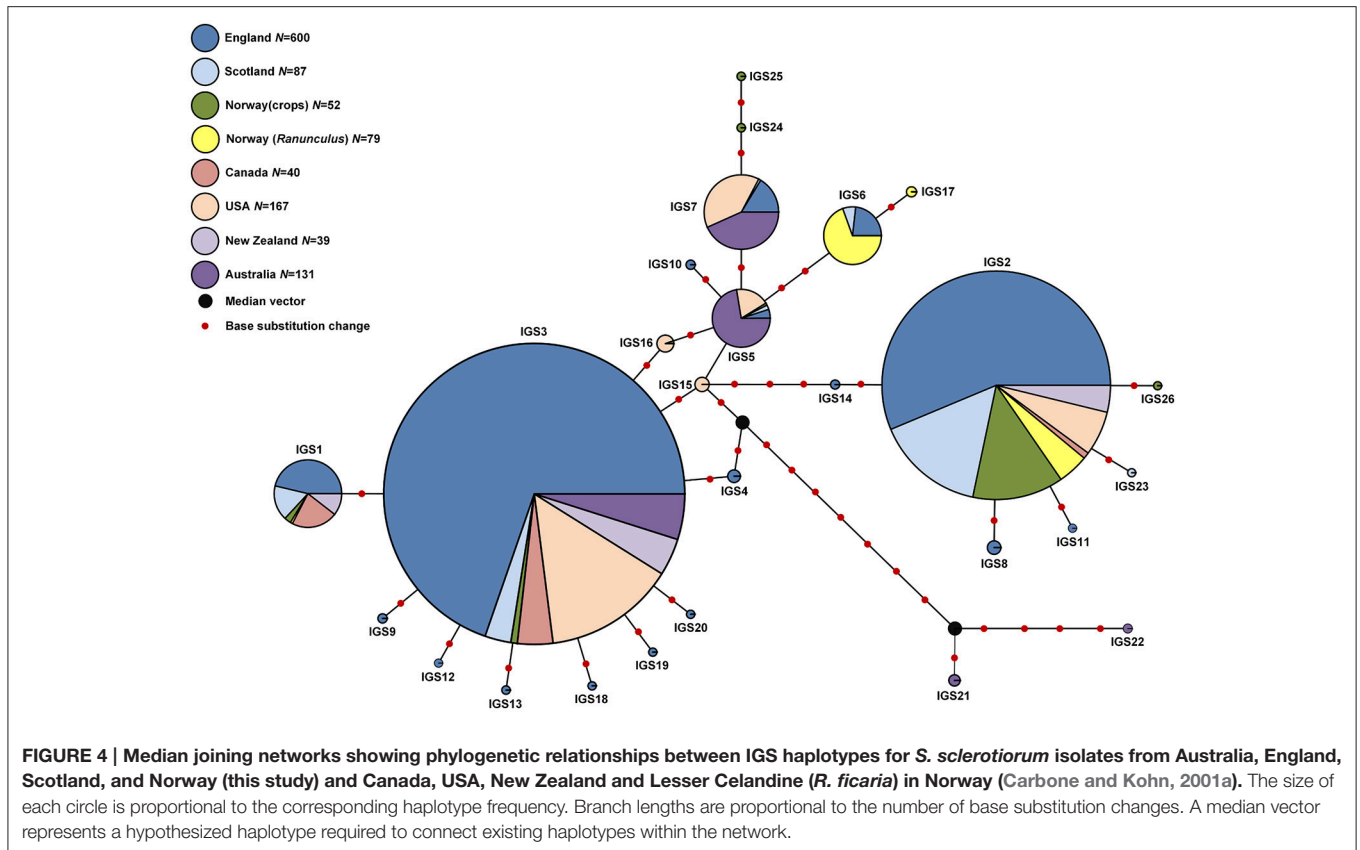 England N=600
Scotland N=87
Norway(crops) N=52
Norway (Ranunculus) N=79
Canada N=40
USA N=167
New Zealand N=39
Australia N=131
Median vector
Base substitution change
IGS25
IGS24
IGS7
IGS6
IGS17
IGS10
IGS2
IGS5
IGS16
IGS3
IGS15
IGS14
IGS26
IGS1
IGS4
IGS23
IGS11
IGS8
IGS9
IGS20
IGS22
IGS12
IGS19
IGS13
IGS18
IGS21
FIGURE 4 | Median joining networks showing phylogenetic relationships between IGS haplotypes for S. sclerotiorum isolates from Australia, England,
Scotland, and Norway (this study) and Canada, USA, New Zealand and Lesser Celandine (R. ficaria) in Norway (Carbone and Kohn, 2001a). The size of
each circle is proportional to the corresponding haplotype frequency. Branch lengths are proportional to the number of base substitution changes. A median vector
represents a hypothesized haplotype required to connect existing haplotypes within the network.